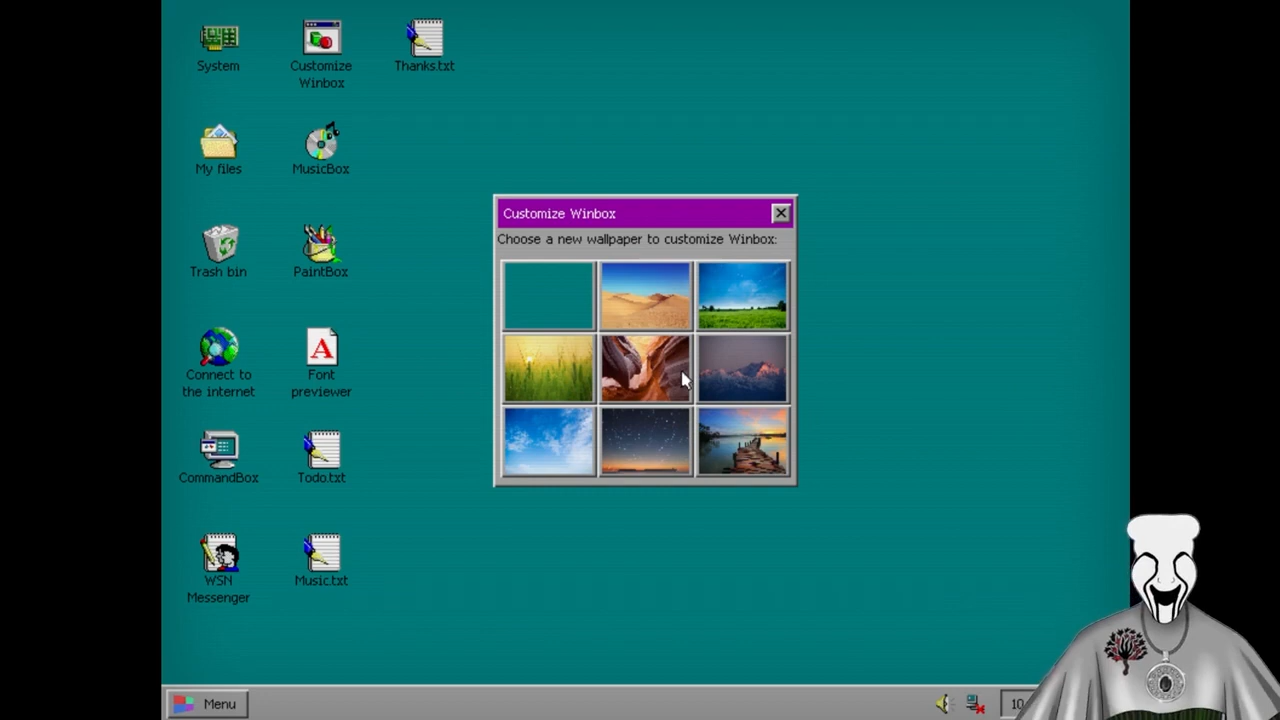 System
Customize
Winbox
Thanks.txt
My files
MusicBox
Trash bin
PaintBox
Connect to
the internet
Font
previewer
CommandBox
Todo.txt
WSN
Messenger
Music.txt
Customize Winbox
Choose a new wallpaper to customize Winbox:
Menu
10